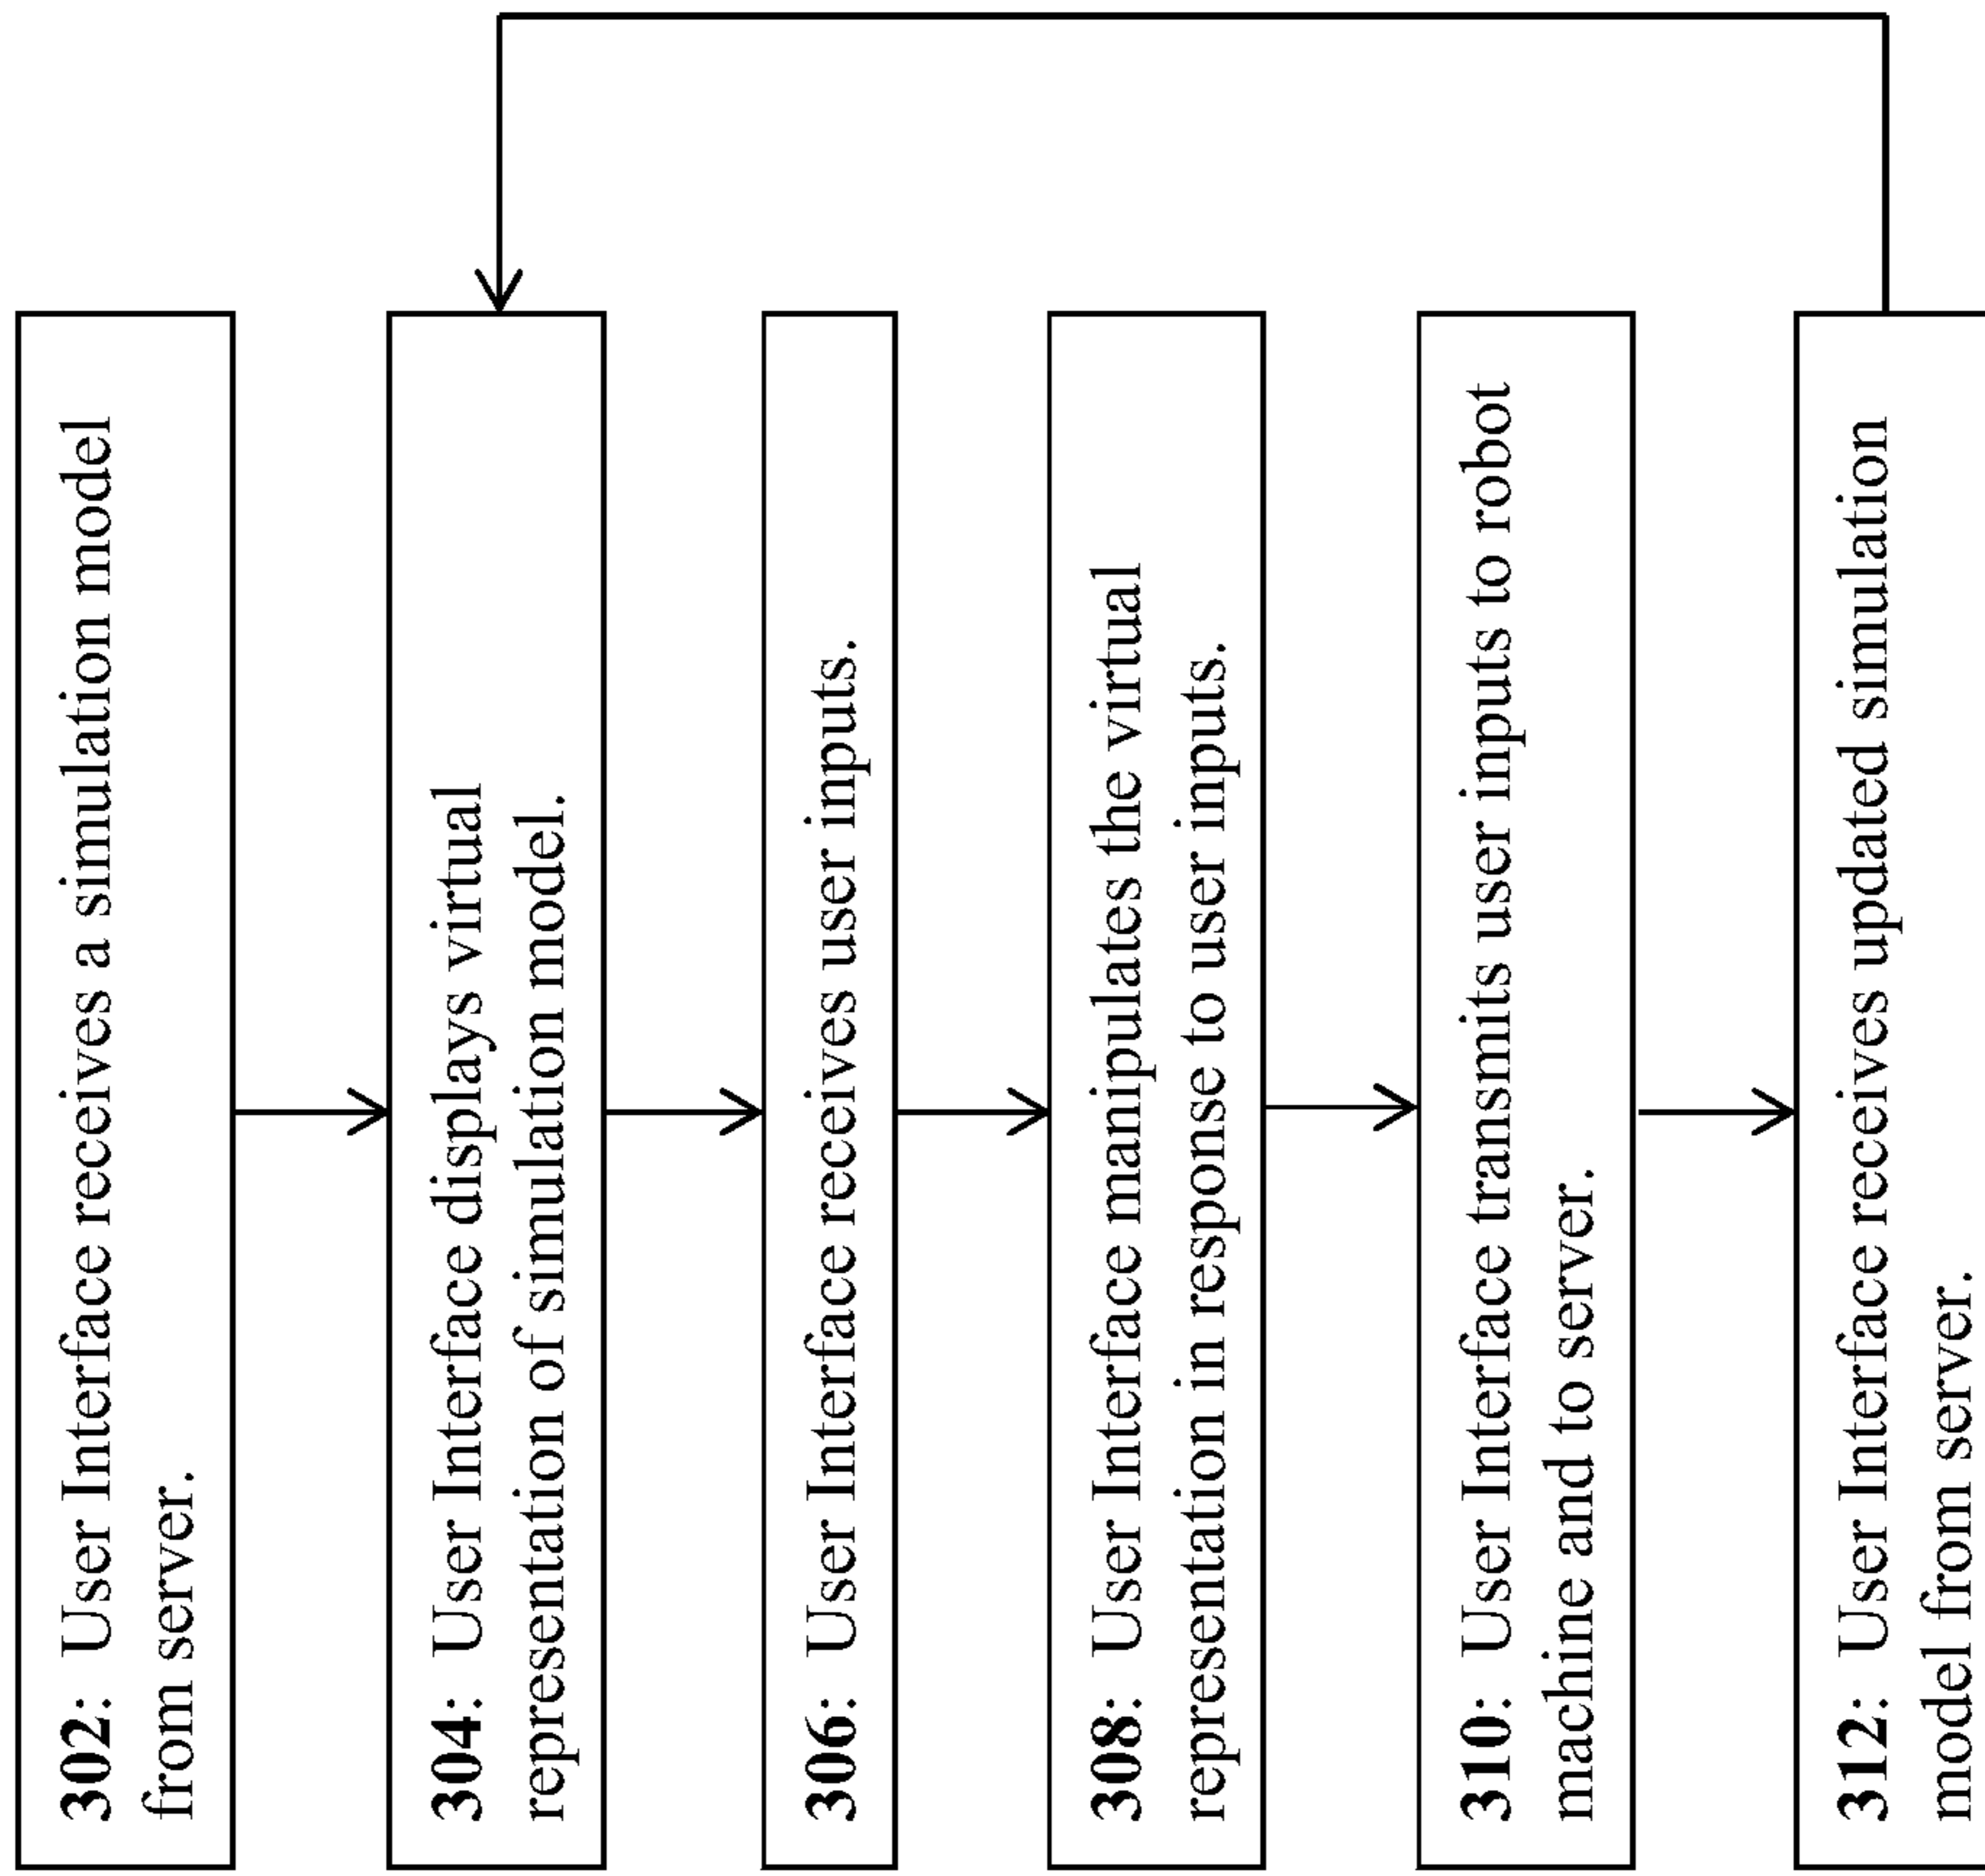 302: User Interface receives a simulation model
from server.
304: User Interface displays virtual
representation of simulation model.
306: User Interface receives user inputs.
308: User Interface manipulates the virtual
representation in response to user inputs.
310: User Interface transmits user inputs to robot
machine and to server.
312: User Interface receives updated simulation
model from server.